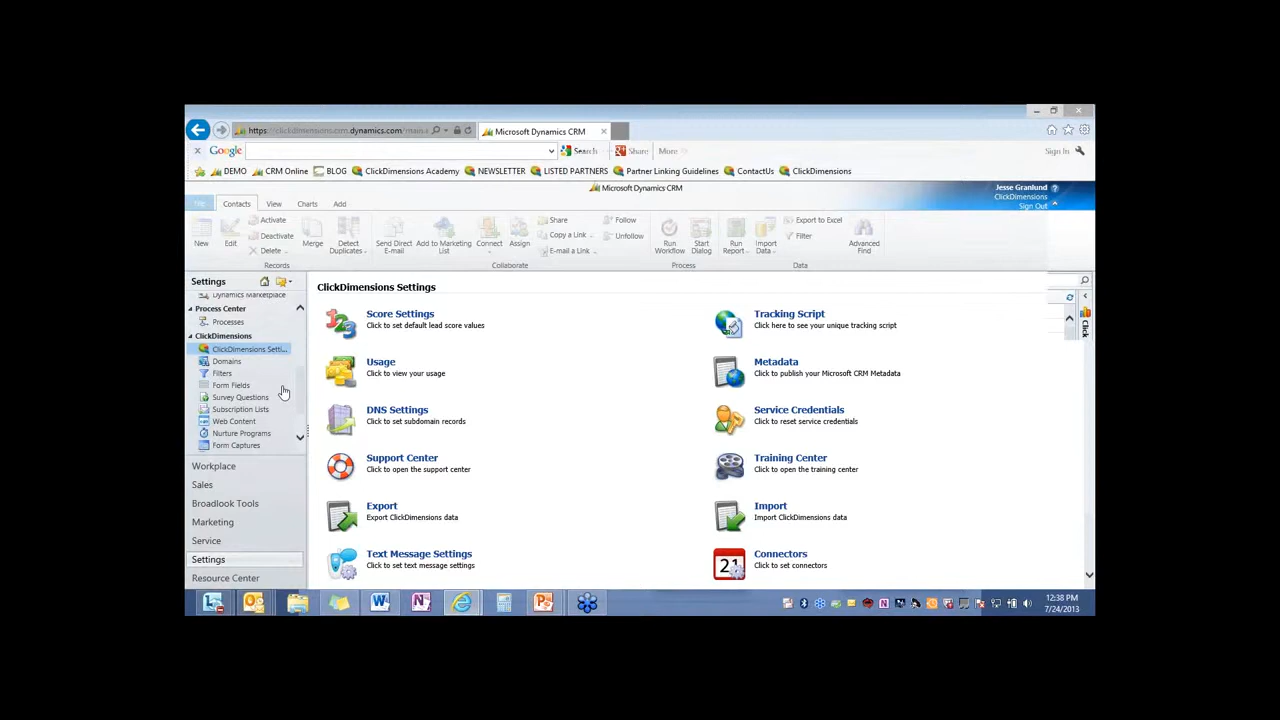 https://clickdimensions.crm.dynamics.com/main.a
Microsoft Dynamics CRM
Google
Search
Share
More
Sign In
DEMO
CRM Online
BLOG
ClickDimensions Academy
NEWSLETTER
LISTED PARTNERS
Partner Linking Guidelines
ContactUs
ClickDimensions
Microsoft Dynamics CRM
Jesse Granlund
ClickDimensions
Sign Out
File
Contacts
View
Charts
Add
New
Edit
Activate
Deactivate
Delete
Merge
Detect
Duplicates
Records
Send Direct
E-mail
Add to Marketing
List
Connect
Assign
Share
Copy a Link
E-mail a Link
Collaborate
Follow
Unfollow
Run
Workflow
Start
Dialog
Process
Run
Report
Import
Data
Export to Excel
Filter
Advanced
Find
Data
Settings
Dynamics Marketplace
Process Center
Processes
ClickDimensions
ClickDimensions Setti...
Domains
Filters
Form Fields
Survey Questions
Subscription Lists
Web Content
Nurture Programs
Form Captures
Workplace
Sales
Broadlook Tools
Marketing
Service
Settings
Resource Center
ClickDimensions Settings
Score Settings
Click to set default lead score values
Tracking Script
Click here to see your unique tracking script
Usage
Click to view your usage
Metadata
Click to publish your Microsoft CRM Metadata
DNS Settings
Click to set subdomain records
Service Credentials
Click to reset service credentials
Support Center
Click to open the support center
Training Center
Click to open the training center
Export
Export ClickDimensions data
Import
Import ClickDimensions data
Text Message Settings
Click to set text message settings
21
Connectors
Click to set connectors
Click
12:38 PM
7/24/2013